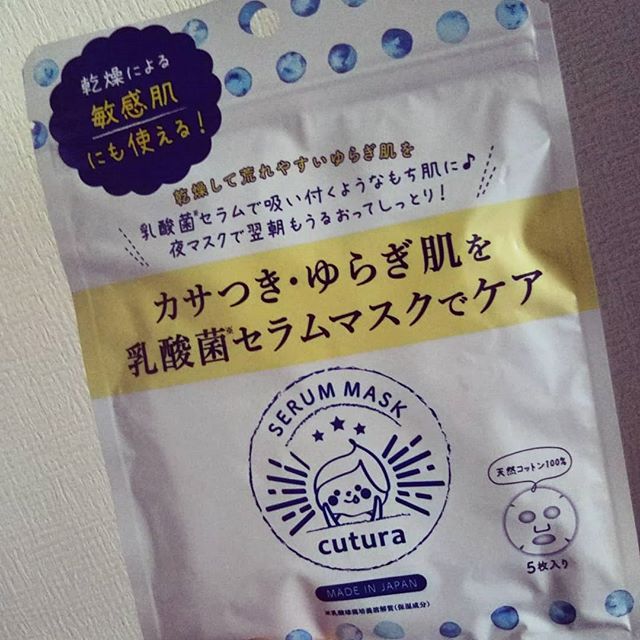 乾燥による
敏感肌
にも使える!
乾燥して荒れやすいゆらぎ肌を
乳酸菌※セラムで吸い付くようなもち肌に♪
夜マスクで翌朝もうるおってしっとり!
カサつき・ゆらぎ肌を
乳酸菌※セラムマスクでケア
SERUM MASK
cutura
天然コットン100%
5枚入り
MADE IN JAPAN